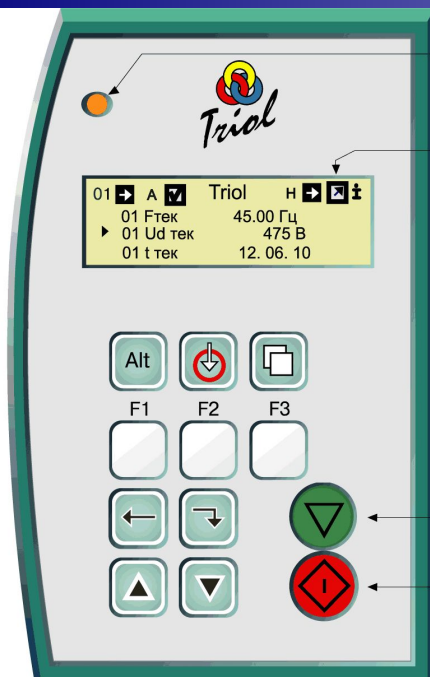 Triol
01 А Triol Н i
01 Fтек 45.00 Гц
01 Ud тек 475 В
01 t тек 12. 06. 10
Alt
F1 F2 F3